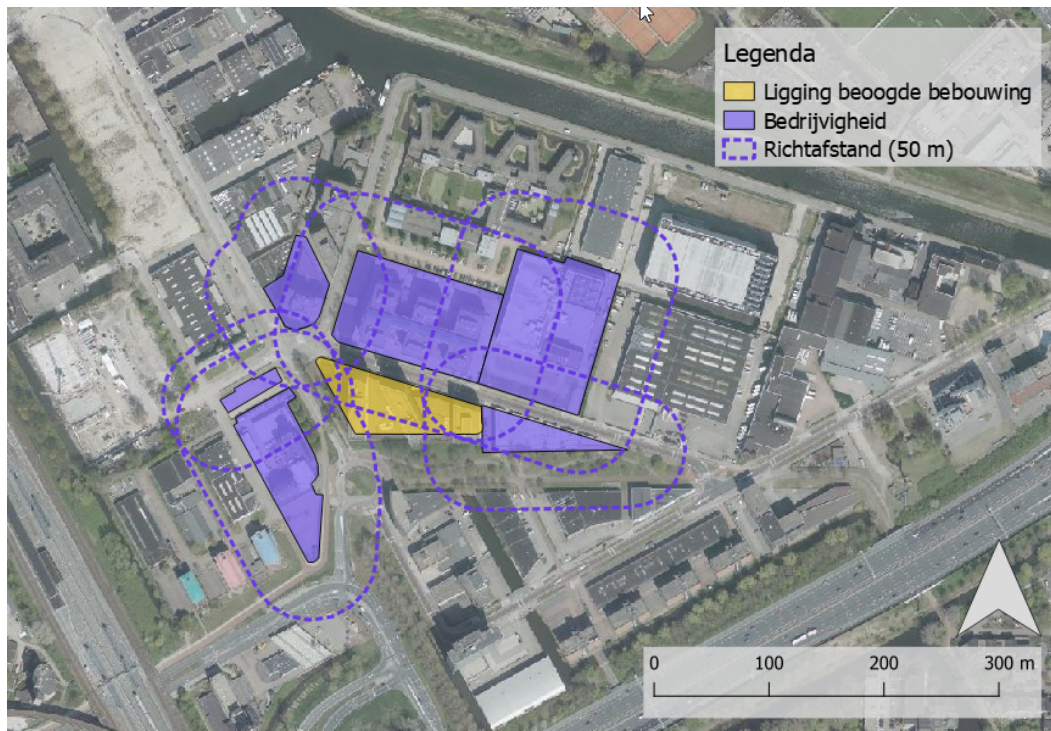 Legenda
Ligging beoogde bebouwing
Bedrijvigheid
Richtafstand (50 m)
0 100 200 300 m